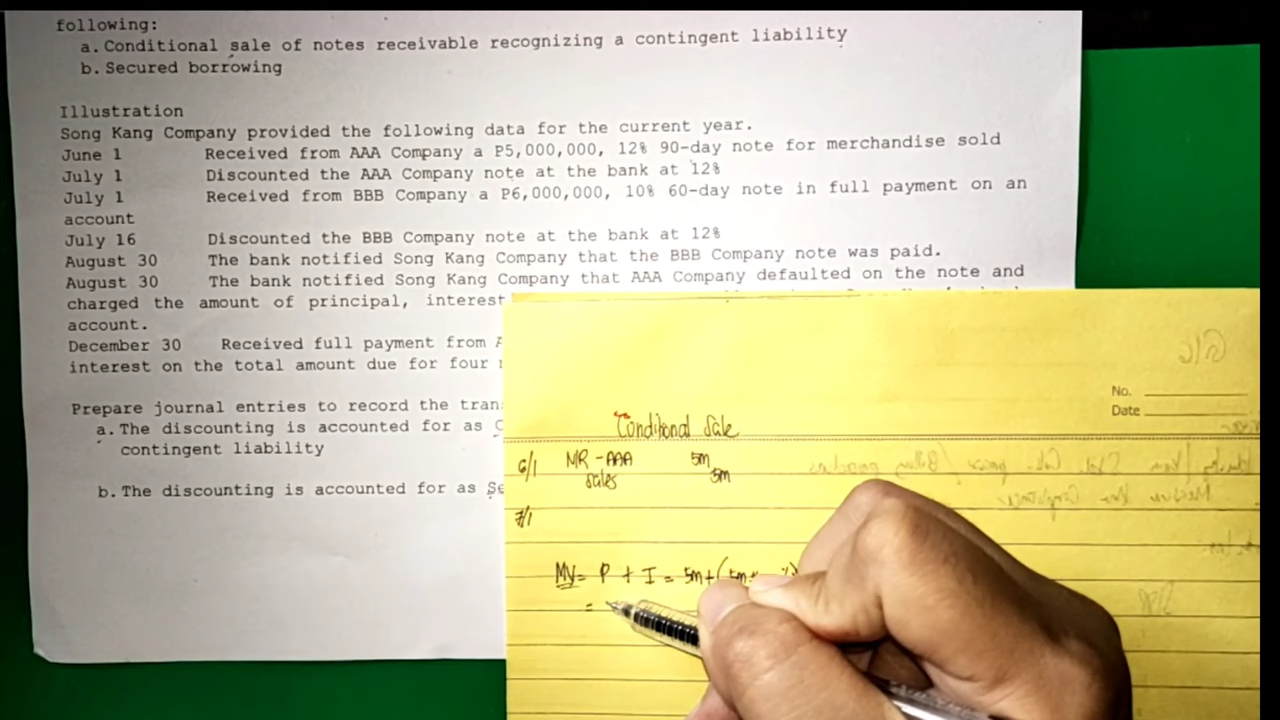 following:
a. Conditional sale of notes receivable recognizing a contingent liability
b. Secured borrowing
Illustration
Song Kang Company provided the following data for the current year.
June 1 Received from AAA Company a P5,000,000, 12% 90-day note for merchandise sold
July 1 Discounted the AAA Company note at the bank at 12%
July 1 Received from BBB Company a P6,000,000, 10% 60-day note in full payment on an
account
July 16 Discounted the BBB Company note at the bank at 12%
August 30 The bank notified Song Kang Company that the BBB Company note was paid.
August 30 The bank notified Song Kang Company that AAA Company defaulted on the note and
charged the amount of principal, interest
account.
December 30 Received full payment from
interest on the total amount due for four
Prepare journal entries to record the tran
a. The discounting is accounted for as
contingent liability
b. The discounting is accounted for as Se
No.
Date
Conditional Sale
6/1 N/R - AAA 5m
Sales 5m
7/1
MV = P + I = 5m + (5m
=